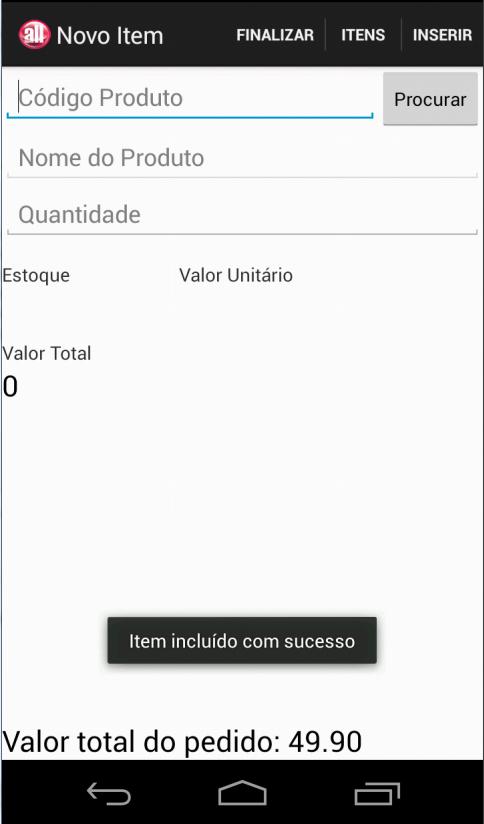 alt Novo Item FINALIZAR ITENS INSERIR
Código Produto Procurar
Nome do Produto
Quantidade
Estoque Valor Unitário
Valor Total
0
Item incluído com sucesso
Valor total do pedido: 49.90